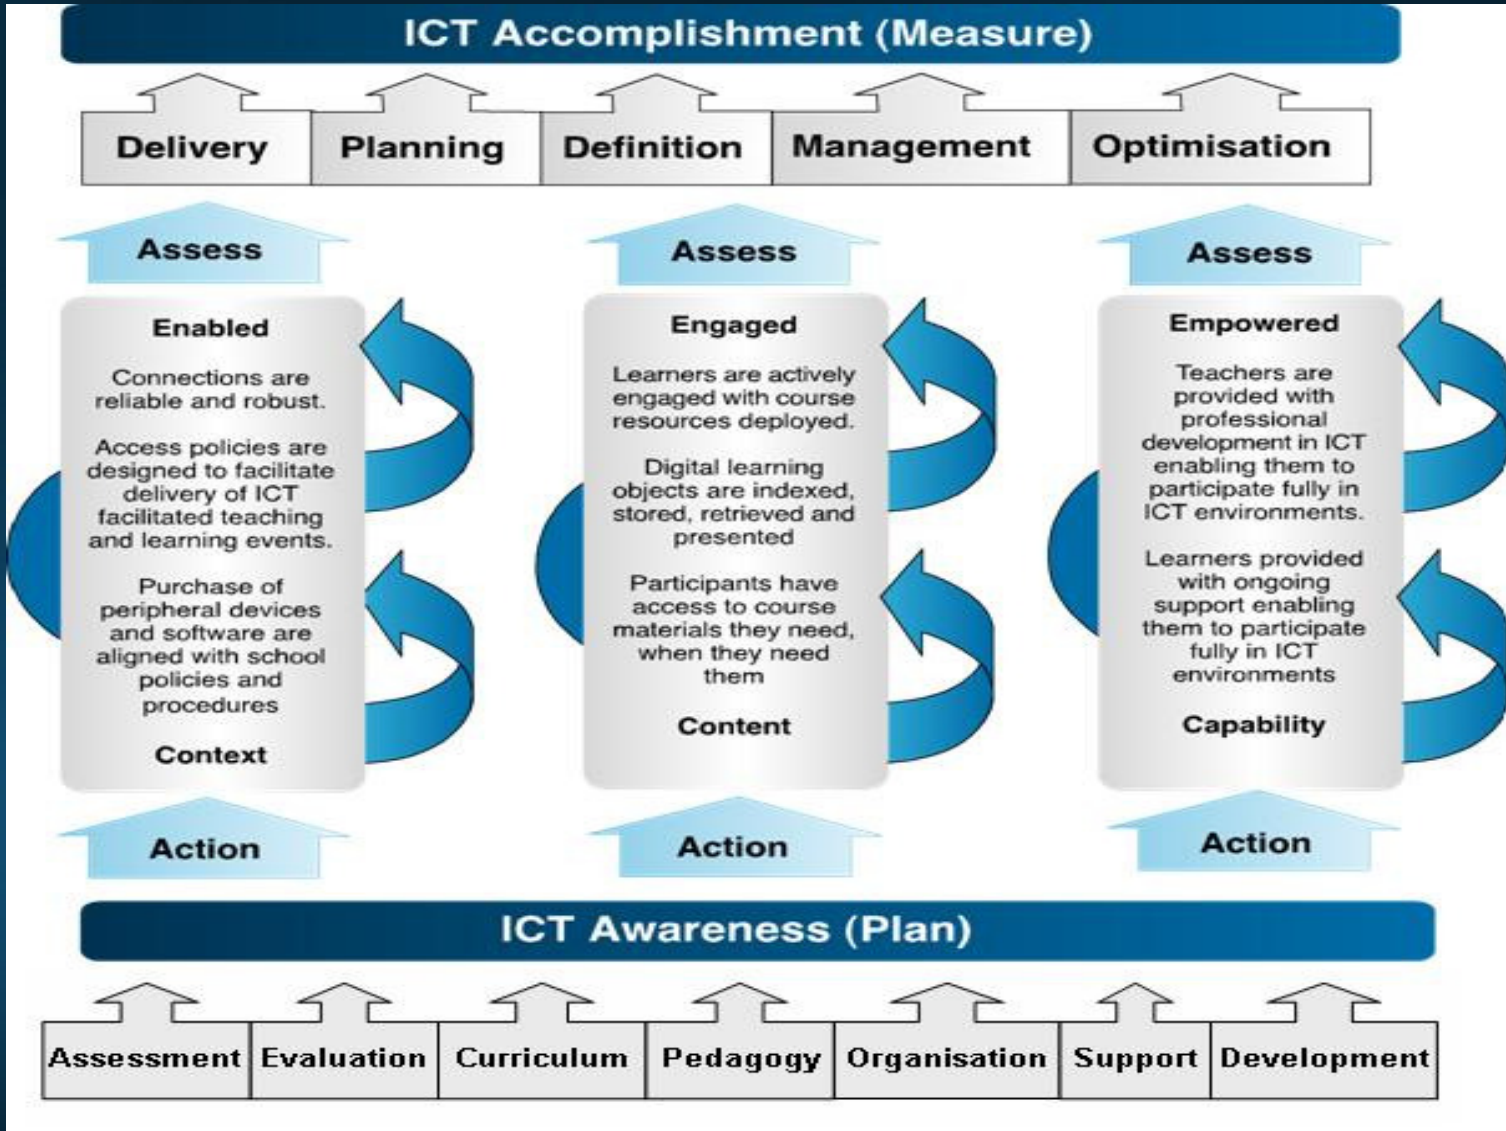 ICT Accomplishment (Measure)
Delivery
Planning
Definition
Management
Optimisation
Assess
Assess
Assess
Enabled
Connections are
reliable and robust.
Access policies are
designed to facilitate
delivery of ICT
facilitated teaching
and learning events.
Purchase of
peripheral devices
and software are
aligned with school
policies and
procedures
Context
Engaged
Learners are actively
engaged with course
resources deployed.
Digital learning
objects are indexed,
stored, retrieved and
presented
Participants have
access to course
materials they need,
when they need
them
Content
Empowered
Teachers are
provided with
professional
development in ICT
enabling them to
participate fully in
ICT environments.
Learners provided
with ongoing
support enabling
them to participate
fully in ICT
environments
Capability
Action
Action
Action
ICT Awareness (Plan)
Assessment
Evaluation
Curriculum
Pedagogy
Organisation
Support
Development